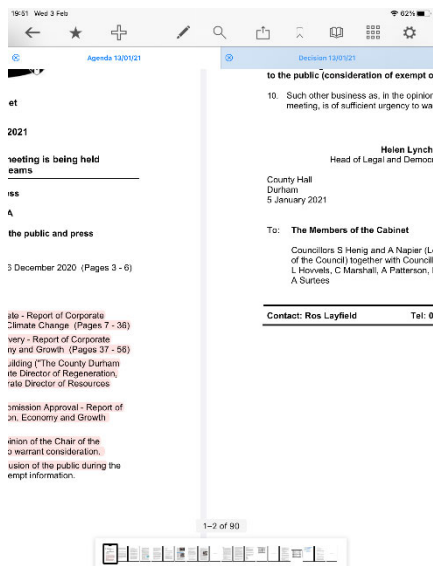 19:51 Wed 3 Feb
62%
Agenda 13/01/21
Decision 13/01/21
et
2021
neeting is being held
eams
ess
A
the public and press
December 2020 (Pages 3 - 6)
ate - Report of Corporate
Climate Change (Pages 7 - 36)
very - Report of Corporate
my and Growth (Pages 37 - 56)
uilding ("The County Durham
ate Director of Regeneration,
rate Director of Resources
omission Approval - Report of
on, Economy and Growth
pinion of the Chair of the
o warrant consideration.
usion of the public during the
empt information.
to the public (consideration of exempt o
10. Such other business as, in the opinion
meeting, is of sufficient urgency to wa
Helen Lynch
Head of Legal and Democr
County Hall
Durham
5 January 2021
To: The Members of the Cabinet
Councillors S Henig and A Napier (L
of the Council) together with Councill
L Hovvels, C Marshall, A Patterson,
A Surtees
Contact: Ros Layfield Tel: 0
1–2 of 90